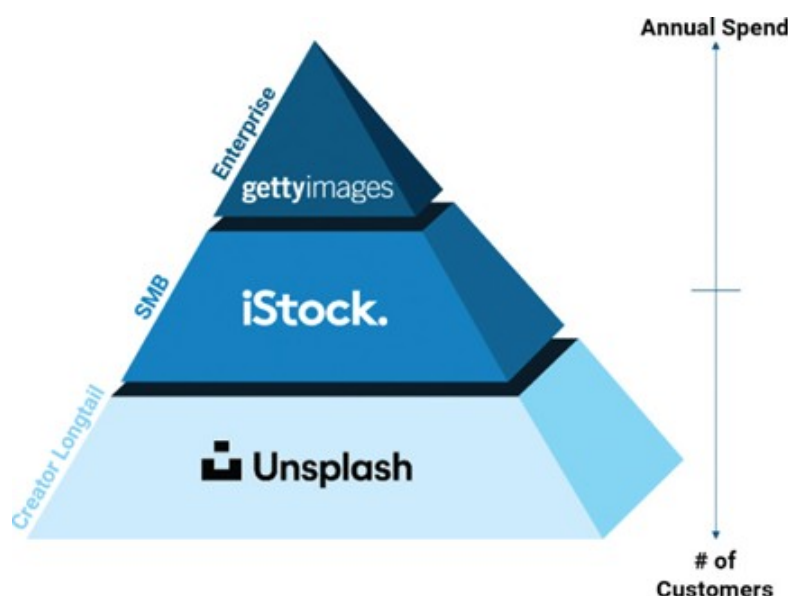 Annual Spend
Enterprise
gettyimages
SMB
iStock.
Creator Longtail
Unsplash
# of
Customers